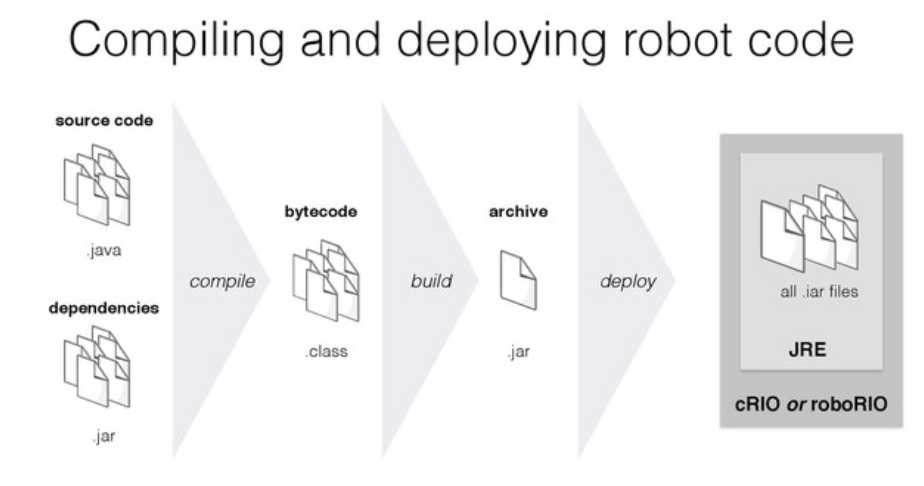 Compiling and deploying robot code
source code
.java
dependencies
.jar
compile
bytecode
.class
build
archive
.jar
deploy
all .iar files
JRE
cRIO or roboRIO